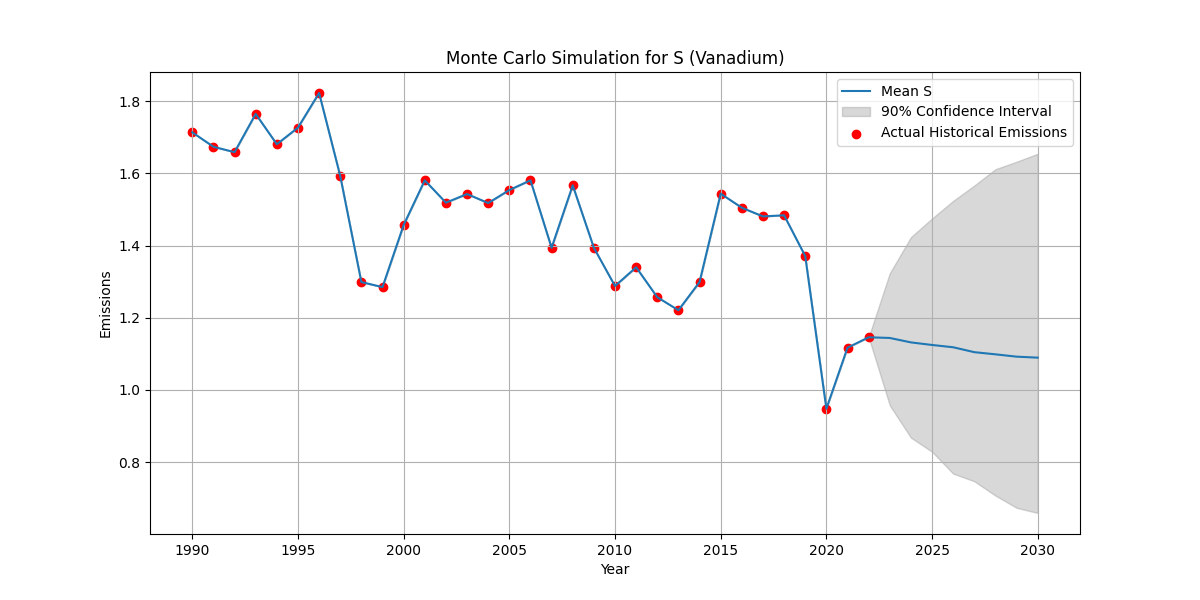 Monte Carlo Simulation for S (Vanadium)
Mean S
90% Confidence Interval
Actual Historical Emissions
Emissions
1.8
1.6
1.4
1.2
1.0
0.8
1990 1995 2000 2005 2010 2015 2020 2025 2030
Year